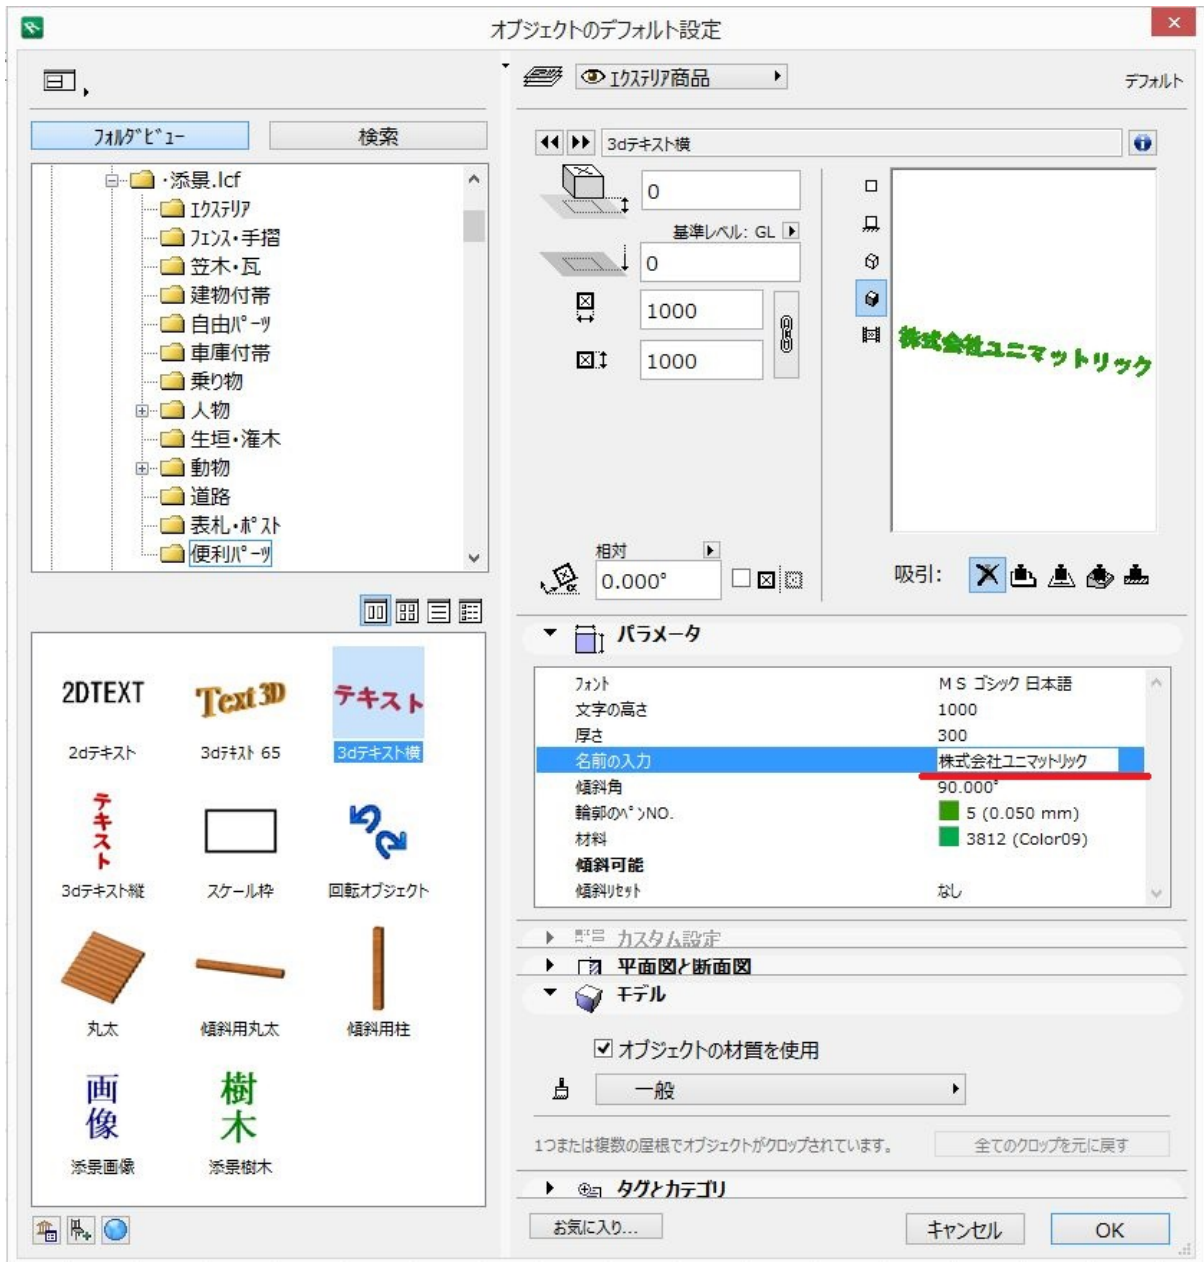 オブジェクトのデフォルト設定
フォルダビュー
検索
・添景.lcf
エクステリア
フェンス・手摺
笠木・瓦
建物付帯
自由パーツ
車庫付帯
乗り物
人物
生垣・潅木
動物
道路
表札・ポスト
便利パーツ
2DTEXT
Text 3D
テキスト
2dテキスト
3dテキスト 65
3dテキスト横
テキスト
3dテキスト縦
スケール枠
回転オブジェクト
丸太
傾斜用丸太
傾斜用柱
画像
樹木
添景画像
添景樹木
エクステリア商品
デフォルト
3dテキスト横
0
基準レベル: GL
0
1000
1000
株式会社ユニマットリック
相対
0.000°
吸引:
パラメータ
フォント ＭＳ ゴシック 日本語
文字の高さ 1000
厚さ 300
名前の入力 株式会社ユニマットリック
傾斜角 90.000°
輪郭のペンNO. 5 (0.050 mm)
材料 3812 (Color09)
傾斜可能
傾斜リセット なし
カスタム設定
平面図と断面図
モデル
オブジェクトの材質を使用
一般
1つまたは複数の屋根でオブジェクトがクロップされています。
全てのクロップを元に戻す
タグとカテゴリ
お気に入り...
キャンセル
OK